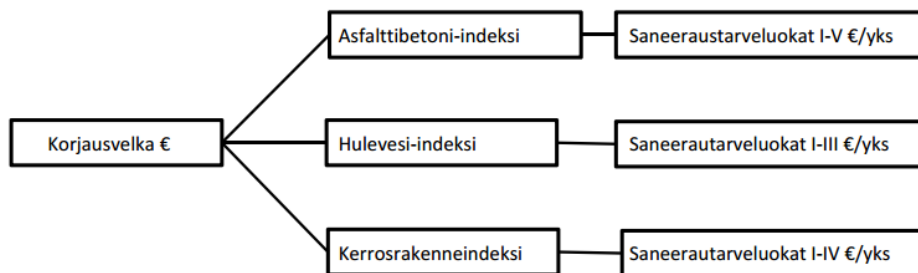 Asfalttibetoni-indeksi
Saneeraustarveluokat I-V €/yks
Korjausvelka €
Hulevesi-indeksi
Saneerautarveluokat I-III €/yks
Kerrosrakenneindeksi
Saneerautarveluokat I-IV €/yks